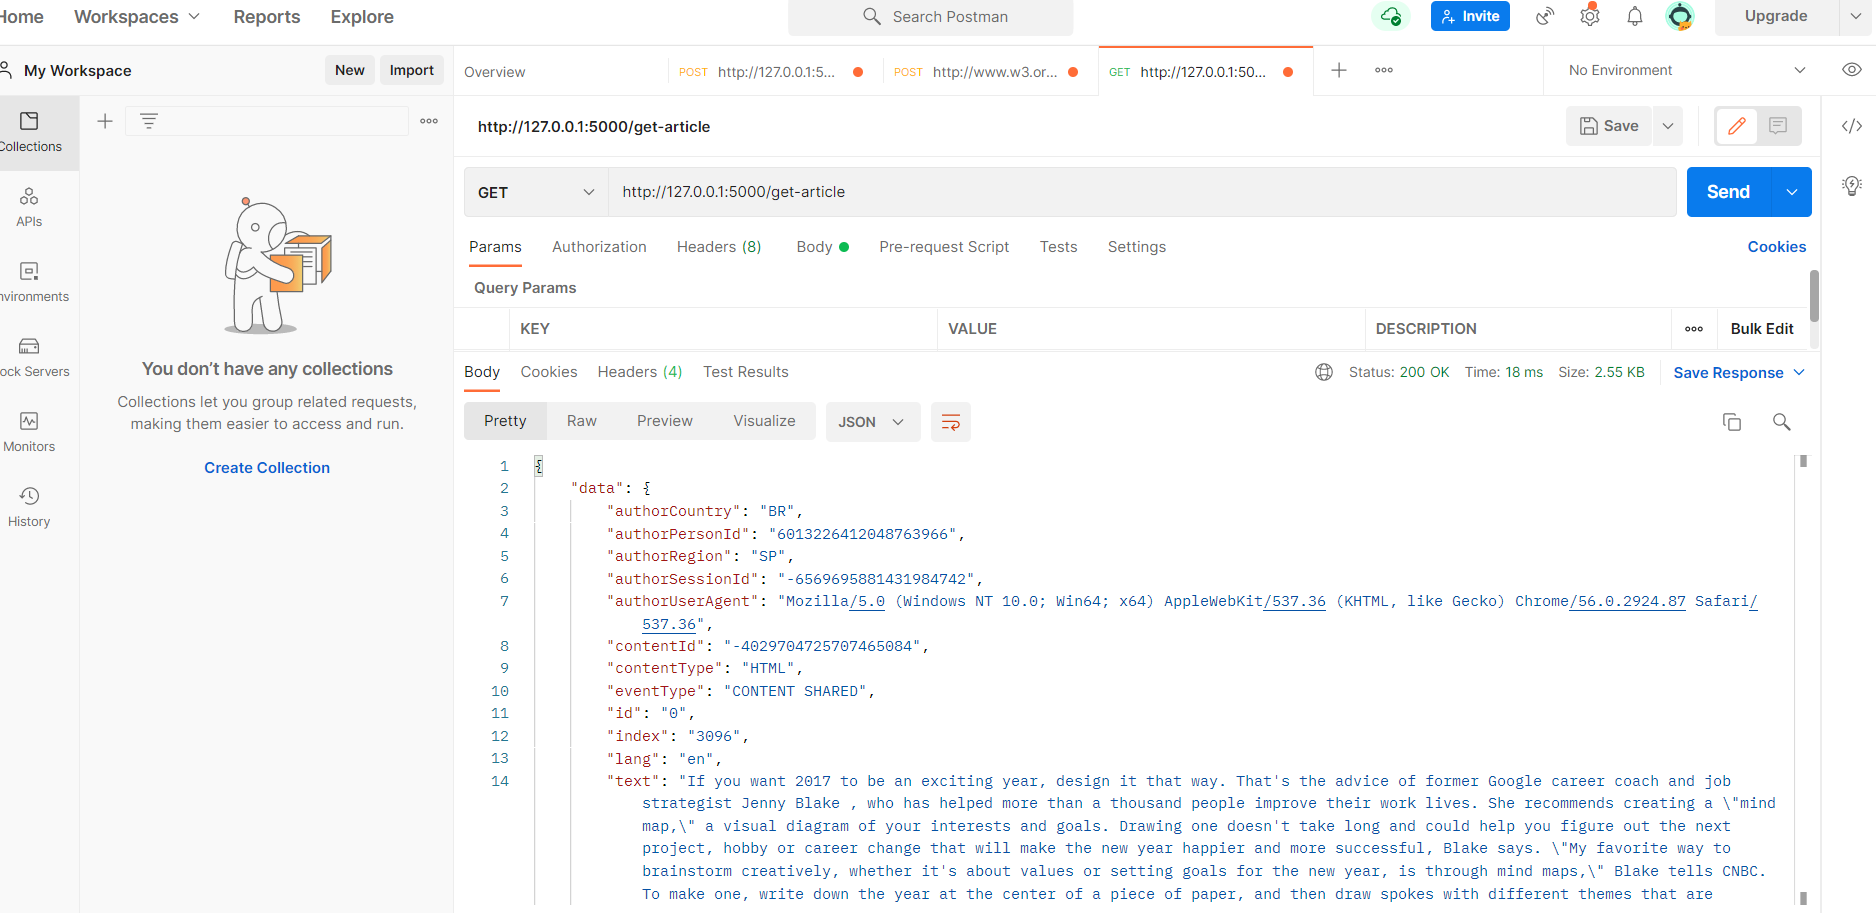 Home Workspaces Reports Explore Search Postman Invite Upgrade
My Workspace New Import Overview POST http://127.0.0.1:5... POST http://www.w3.or... GET http://127.0.0.1:50... No Environment
Collections
APIs
nvironments
ock Servers
Monitors
History
You don't have any collections
Collections let you group related requests,
making them easier to access and run.
Create Collection
http://127.0.0.1:5000/get-article Save
GET http://127.0.0.1:5000/get-article Send
Params Authorization Headers (8) Body Pre-request Script Tests Settings Cookies
Query Params
KEY VALUE DESCRIPTION Bulk Edit
Body Cookies Headers (4) Test Results Status: 200 OK Time: 18 ms Size: 2.55 KB Save Response
Pretty Raw Preview Visualize JSON
1 {
2 "data": {
3 "authorCountry": "BR",
4 "authorPersonId": "6013226412048763966",
5 "authorRegion": "SP",
6 "authorSessionId": "-6569695881431984742",
7 "authorUserAgent": "Mozilla/5.0 (Windows NT 10.0; Win64; x64) AppleWebKit/537.36 (KHTML, like Gecko) Chrome/56.0.2924.87 Safari/
537.36",
8 "contentId": "-4029704725707465084",
9 "contentType": "HTML",
10 "eventType": "CONTENT SHARED",
11 "id": "0",
12 "index": "3096",
13 "lang": "en",
14 "text": "If you want 2017 to be an exciting year, design it that way. That's the advice of former Google career coach and job
strategist Jenny Blake , who has helped more than a thousand people improve their work lives. She recommends creating a \"mind
map,\" a visual diagram of your interests and goals. Drawing one doesn't take long and could help you figure out the next
project, hobby or career change that will make the new year happier and more successful, Blake says. \"My favorite way to
brainstorm creatively, whether it's about values or setting goals for the new year, is through mind maps,\" Blake tells CNBC.
To make one, write down the year at the center of a piece of paper, and then draw spokes with different themes that are